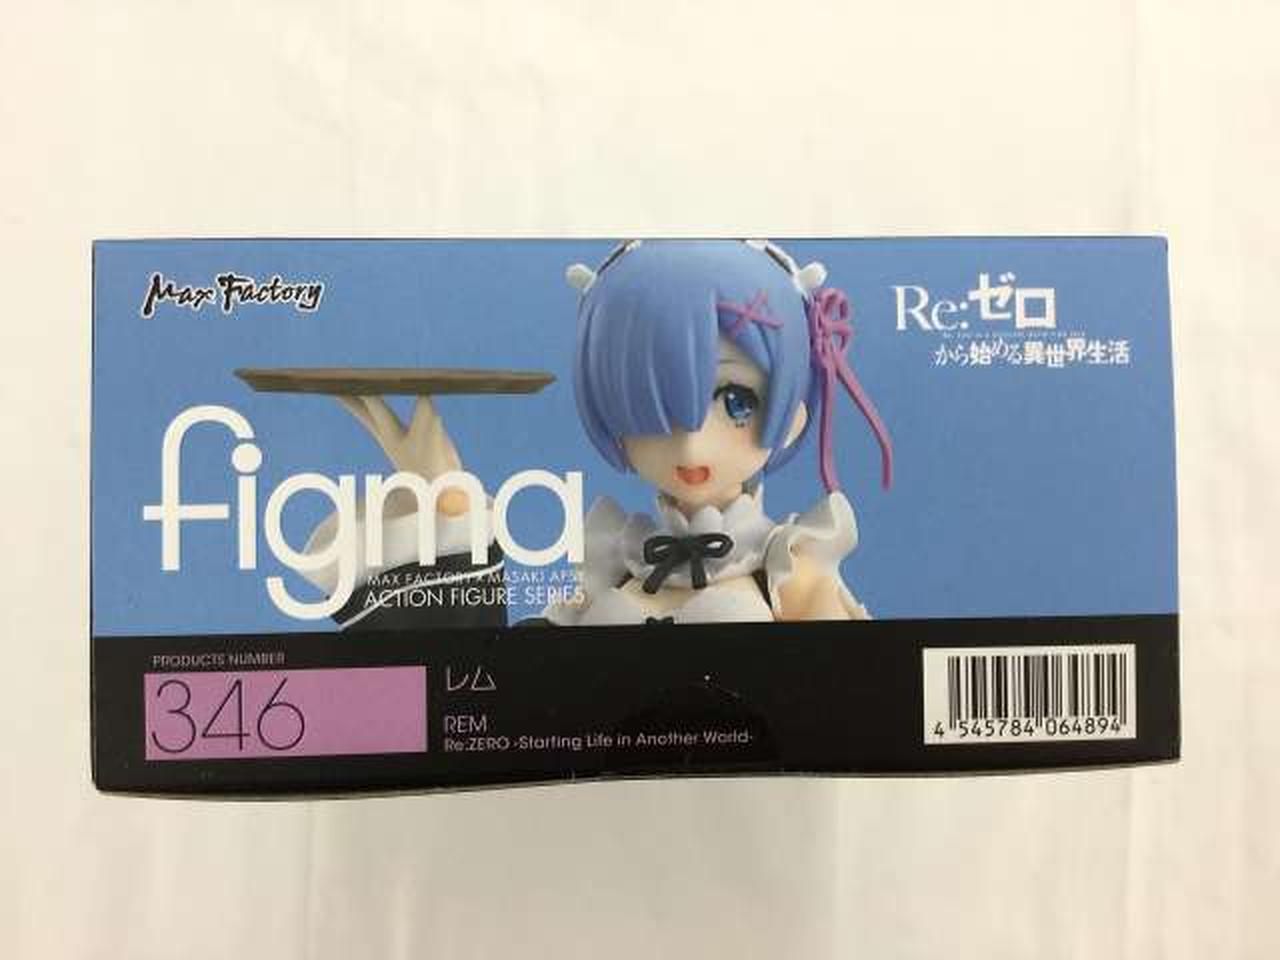 Max Factory
Re:ゼロ
から始める異世界生活
figma
MAX FACTORY × MASAKI APSY
ACTION FIGURE SERIES
PRODUCTS NUMBER
346
レム
REM
Re:ZERO -Starting Life in Another World-
4 545784 064894